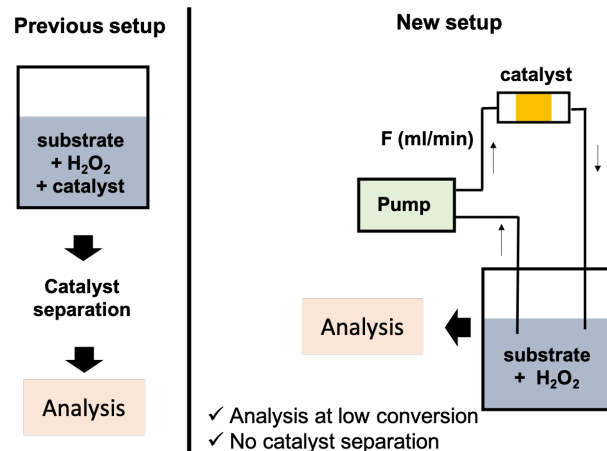 Previous setup
substrate
+ H₂O₂
+ catalyst
Catalyst
separation
Analysis
New setup
catalyst
F (ml/min)
Pump
Analysis
substrate
+ H₂O₂
✓ Analysis at low conversion
✓ No catalyst separation